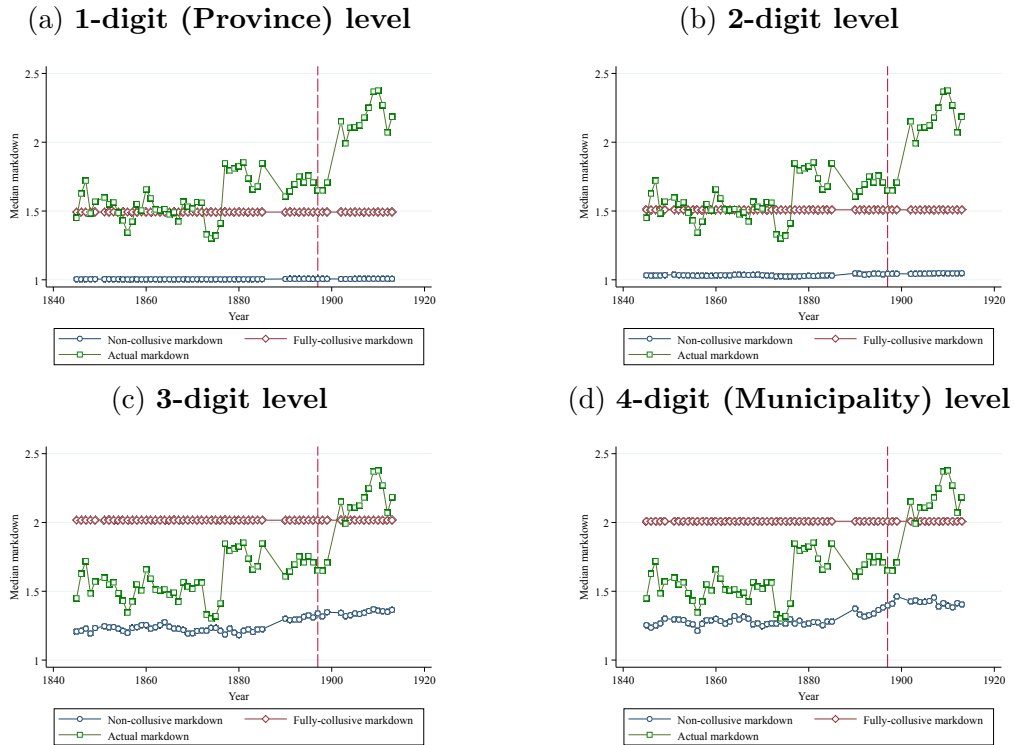 (a) 1-digit (Province) level
2.5
2
1.5
1
Median markdown
1840 1860 1880 1900 1920
Year
Non-collusive markdown Fully-collusive markdown
Actual markdown
(b) 2-digit level
2.5
2
1.5
1
Median markdown
1840 1860 1880 1900 1920
Year
Non-collusive markdown Fully-collusive markdown
Actual markdown
(c) 3-digit level
2.5
2
1.5
1
Median markdown
1840 1860 1880 1900 1920
Year
Non-collusive markdown Fully-collusive markdown
Actual markdown
(d) 4-digit (Municipality) level
2.5
2
1.5
1
Median markdown
1840 1860 1880 1900 1920
Year
Non-collusive markdown Fully-collusive markdown
Actual markdown